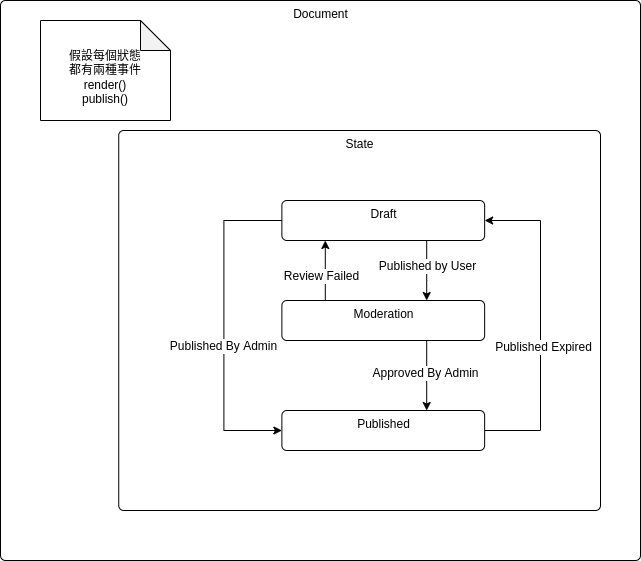 Document
假設每個狀態
都有兩種事件
render()
publish()
State
Draft
Review Failed
Published by User
Moderation
Published By Admin
Published Expired
Approved By Admin
Published